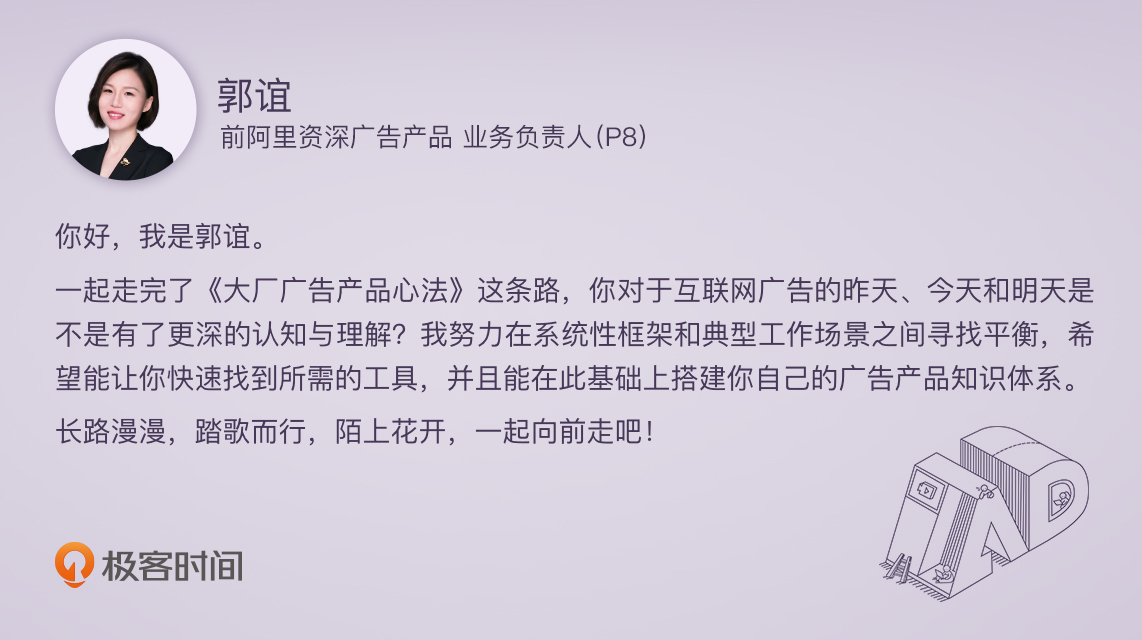 郭谊
前阿里资深广告产品 业务负责人(P8)
你好，我是郭谊。
一起走完了《大厂广告产品心法》这条路，你对于互联网广告的昨天、今天和明天是
不是有了更深的认知与理解？我努力在系统性框架和典型工作场景之间寻找平衡，希
望能让你快速找到所需的工具，并且能在此基础上搭建你自己的广告产品知识体系。
长路漫漫，踏歌而行，陌上花开，一起向前走吧！
AD
极客时间